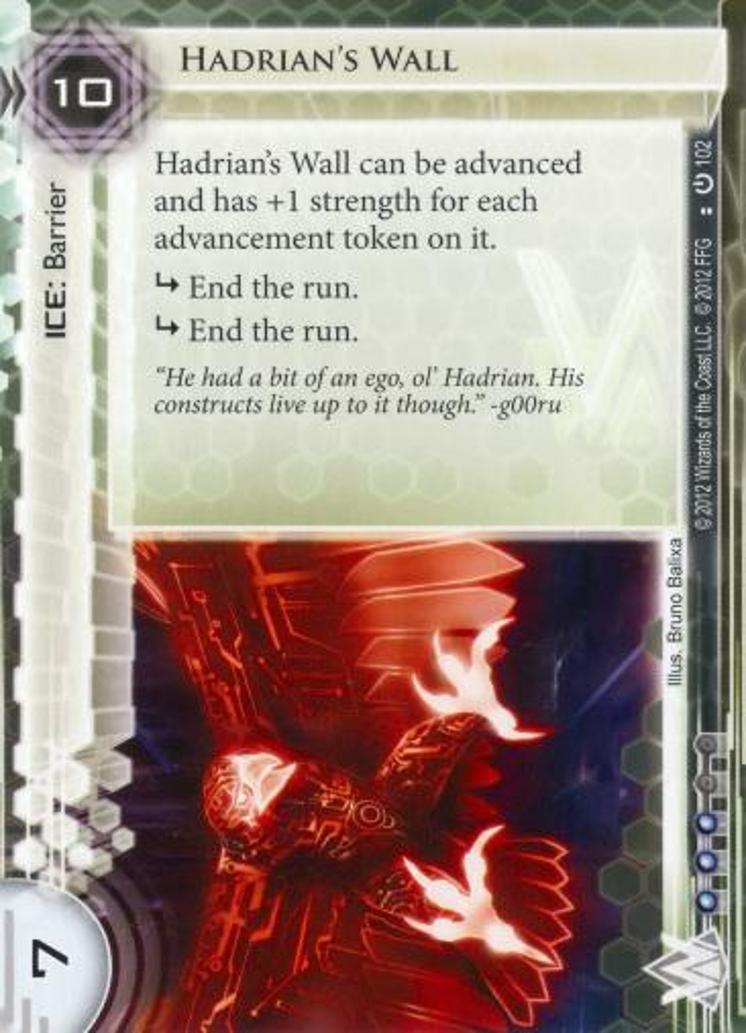 10
HADRIAN'S WALL
ICE: Barrier
Hadrian's Wall can be advanced
and has +1 strength for each
advancement token on it.
↳ End the run.
↳ End the run.
"He had a bit of an ego, ol' Hadrian. His
constructs live up to it though." -g00ru
7
Illus. Bruno Balixa
© 2012 Wizards of the Coast LLC. © 2012 FFG
102